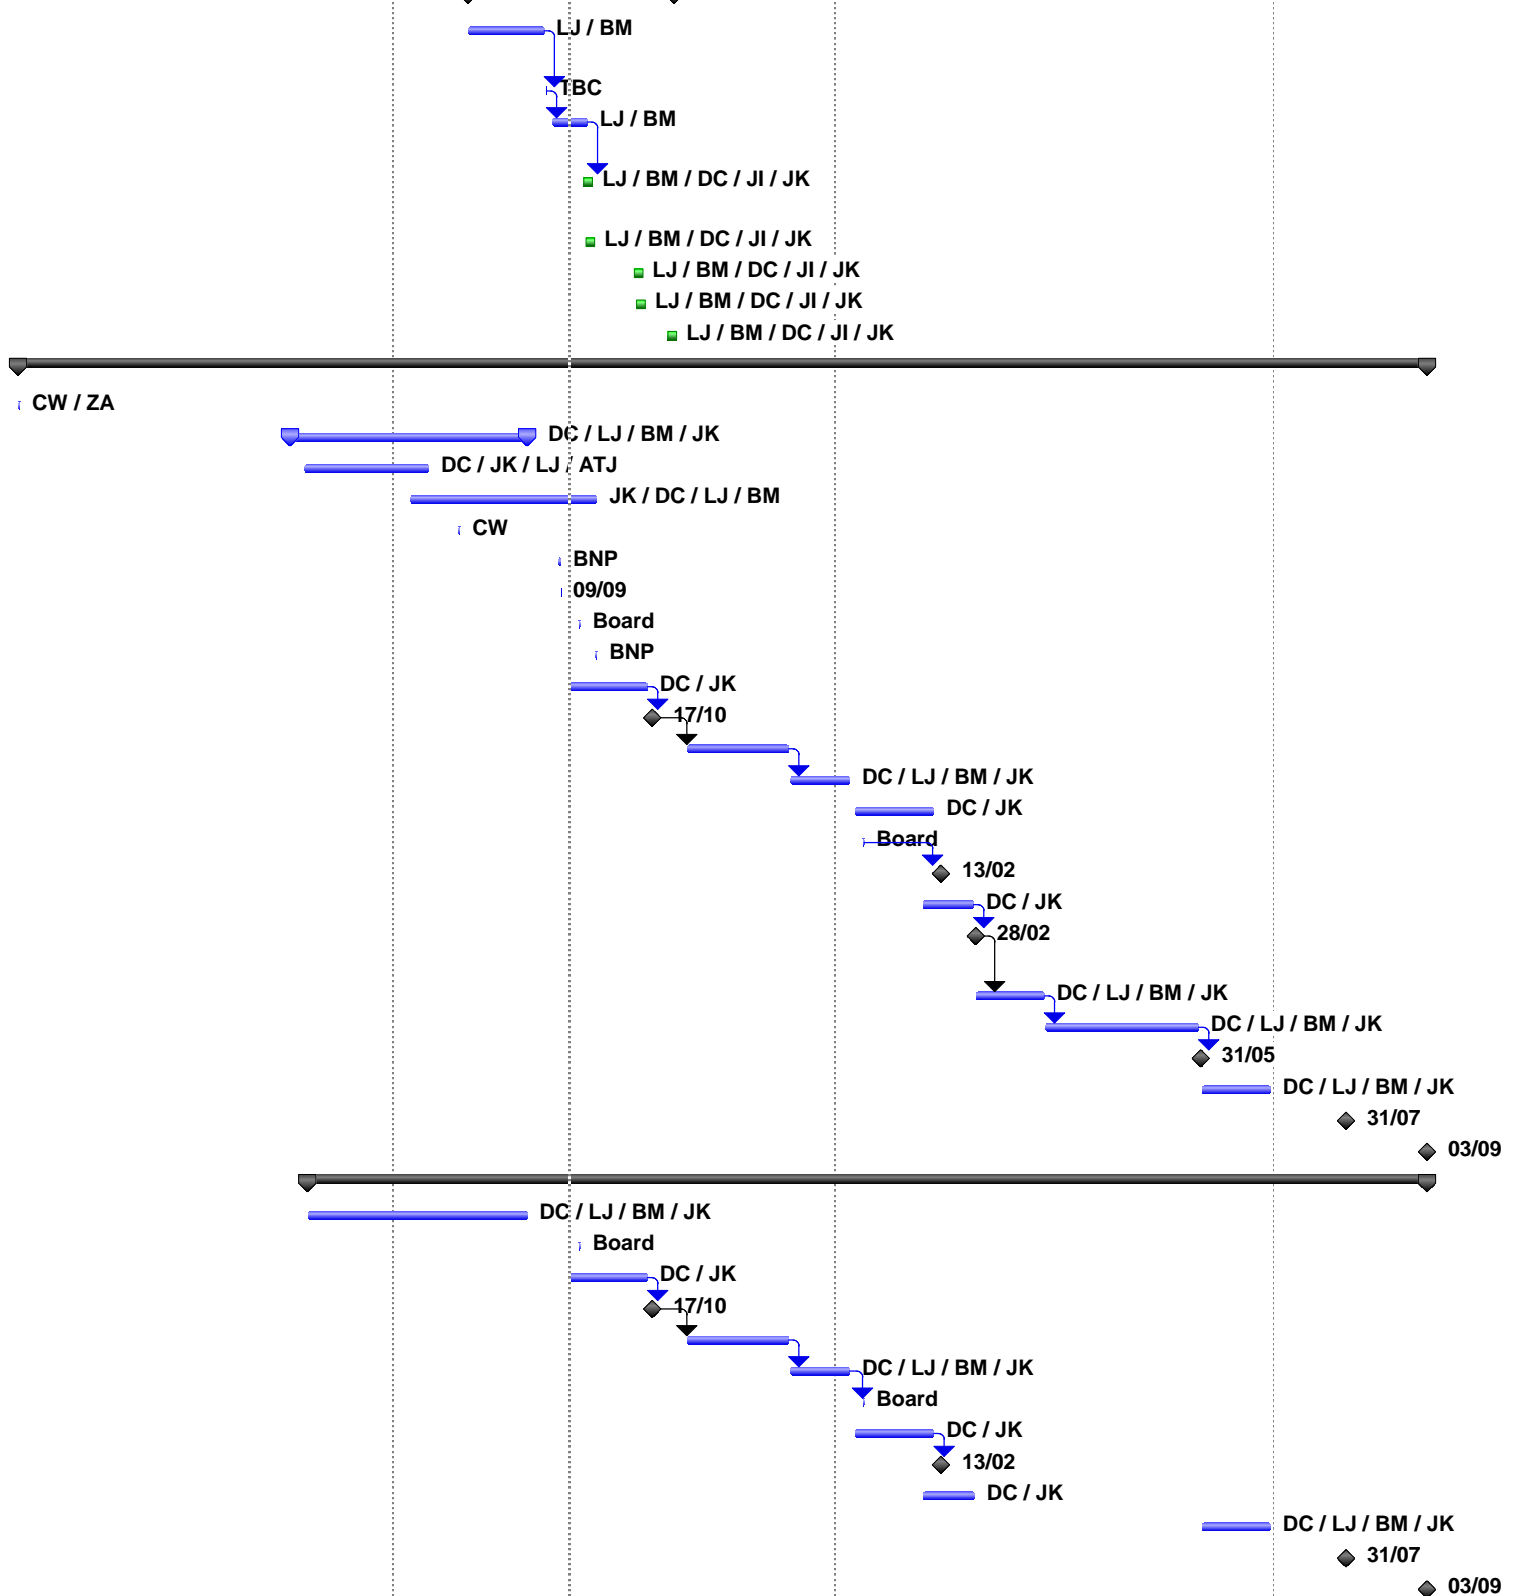 LJ / BM
TBC
LJ / BM
LJ / BM / DC / JI / JK
LJ / BM / DC / JI / JK
LJ / BM / DC / JI / JK
LJ / BM / DC / JI / JK
LJ / BM / DC / JI / JK
CW / ZA
DC / LJ / BM / JK
DC / JK / LJ / ATJ
JK / DC / LJ / BM
CW
BNP
09/09
Board
BNP
DC / JK
17/10
DC / LJ / BM / JK
DC / JK
Board
13/02
DC / JK
28/02
DC / LJ / BM / JK
DC / LJ / BM / JK
31/05
DC / LJ / BM / JK
31/07
03/09
DC / LJ / BM / JK
Board
DC / JK
17/10
DC / LJ / BM / JK
Board
DC / JK
13/02
DC / JK
DC / LJ / BM / JK
31/07
03/09